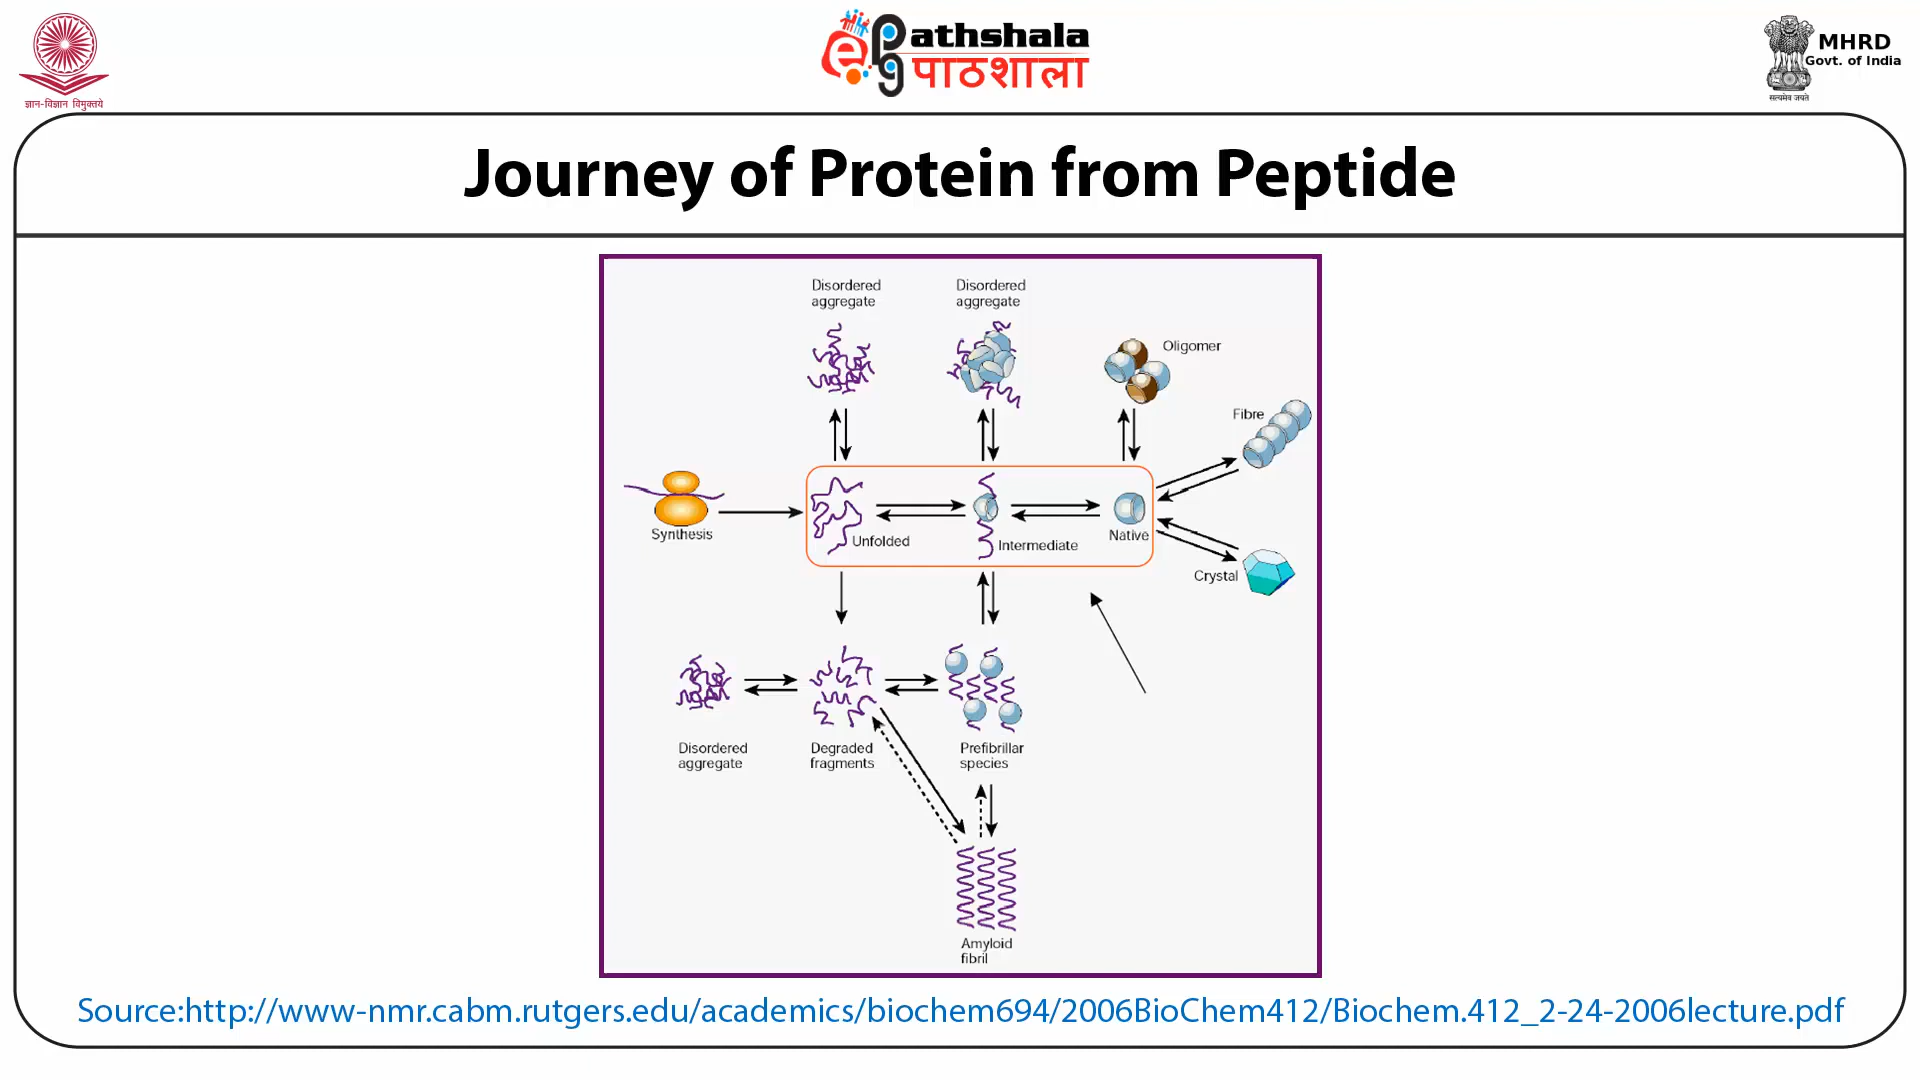 ज्ञान-विज्ञान विमुक्तये
ePathshala
पाठशाला
MHRD
Govt. of India
सत्यमेव जयते
Journey of Protein from Peptide
Disordered
aggregate
Disordered
aggregate
Oligomer
Fibre
Synthesis
Unfolded
Intermediate
Native
Crystal
Disordered
aggregate
Degraded
fragments
Prefibrillar
species
Amyloid
fibril
Source:http://www-nmr.cabm.rutgers.edu/academics/biochem694/2006BioChem412/Biochem.412_2-24-2006lecture.pdf